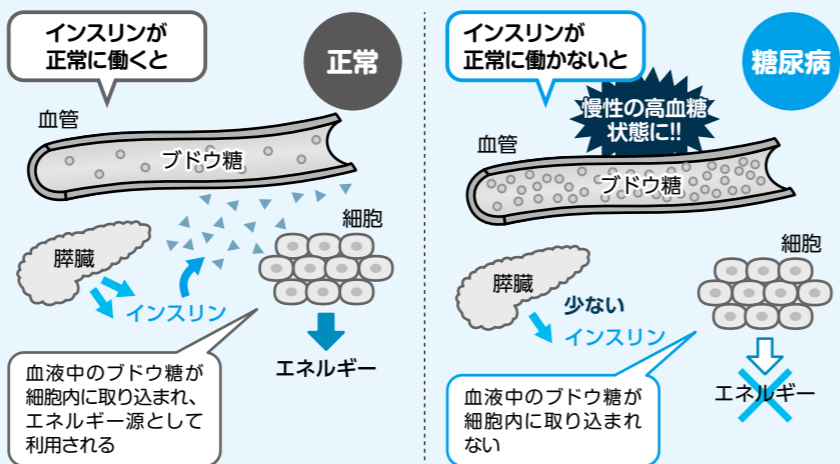 インスリンが
正常に働くと
正常
血管
ブドウ糖
細胞
膵臓
インスリン
エネルギー
血液中のブドウ糖が
細胞内に取り込まれ、
エネルギー源として
利用される
インスリンが
正常に働かないと
糖尿病
慢性の高血糖
状態に!!
血管
ブドウ糖
細胞
膵臓
少ない
インスリン
エネルギー
血液中のブドウ糖が
細胞内に取り込まれ
ない